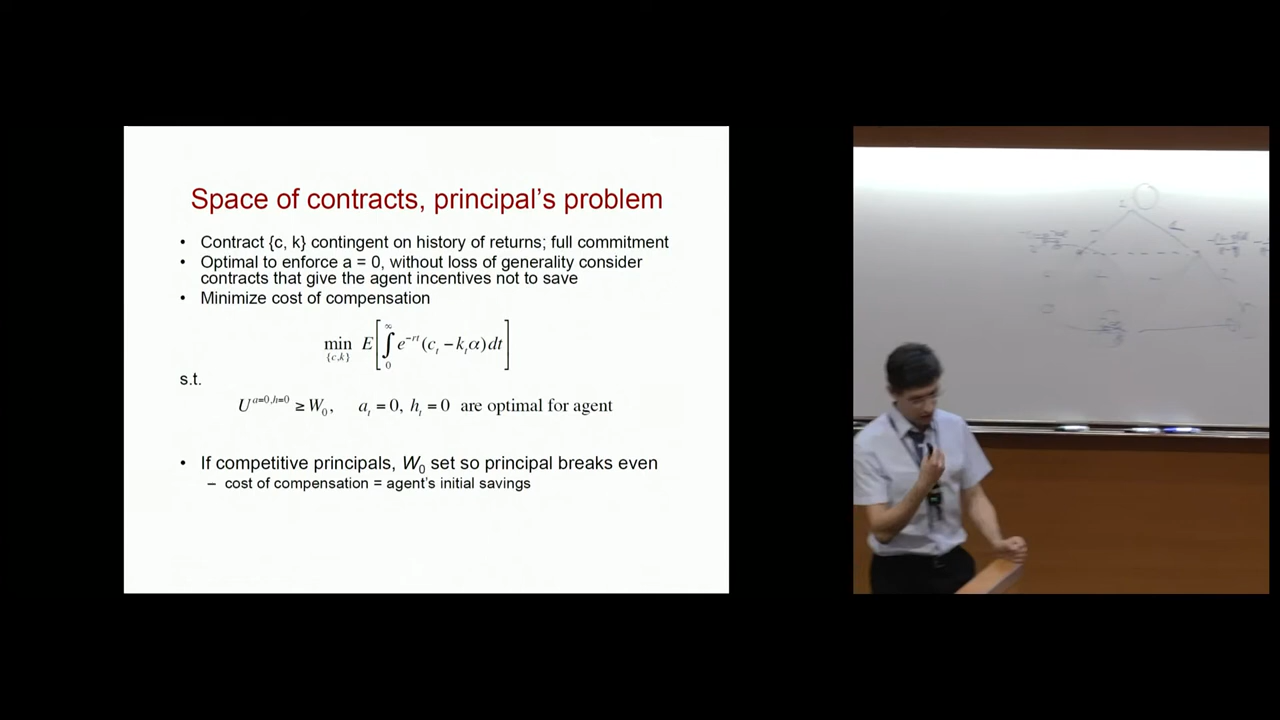 Space of contracts, principal's problem
• Contract {c, k} contingent on history of returns; full commitment
• Optimal to enforce a = 0, without loss of generality consider
contracts that give the agent incentives not to save
• Minimize cost of compensation
min {c,k} E[∫₀^∞ e^{-rt}(c_t − k_t α)dt]
s.t.
U^{a=0,h=0} ≥ W₀, a_t = 0, h_t = 0 are optimal for agent
• If competitive principals, W₀ set so principal breaks even
– cost of compensation = agent's initial savings